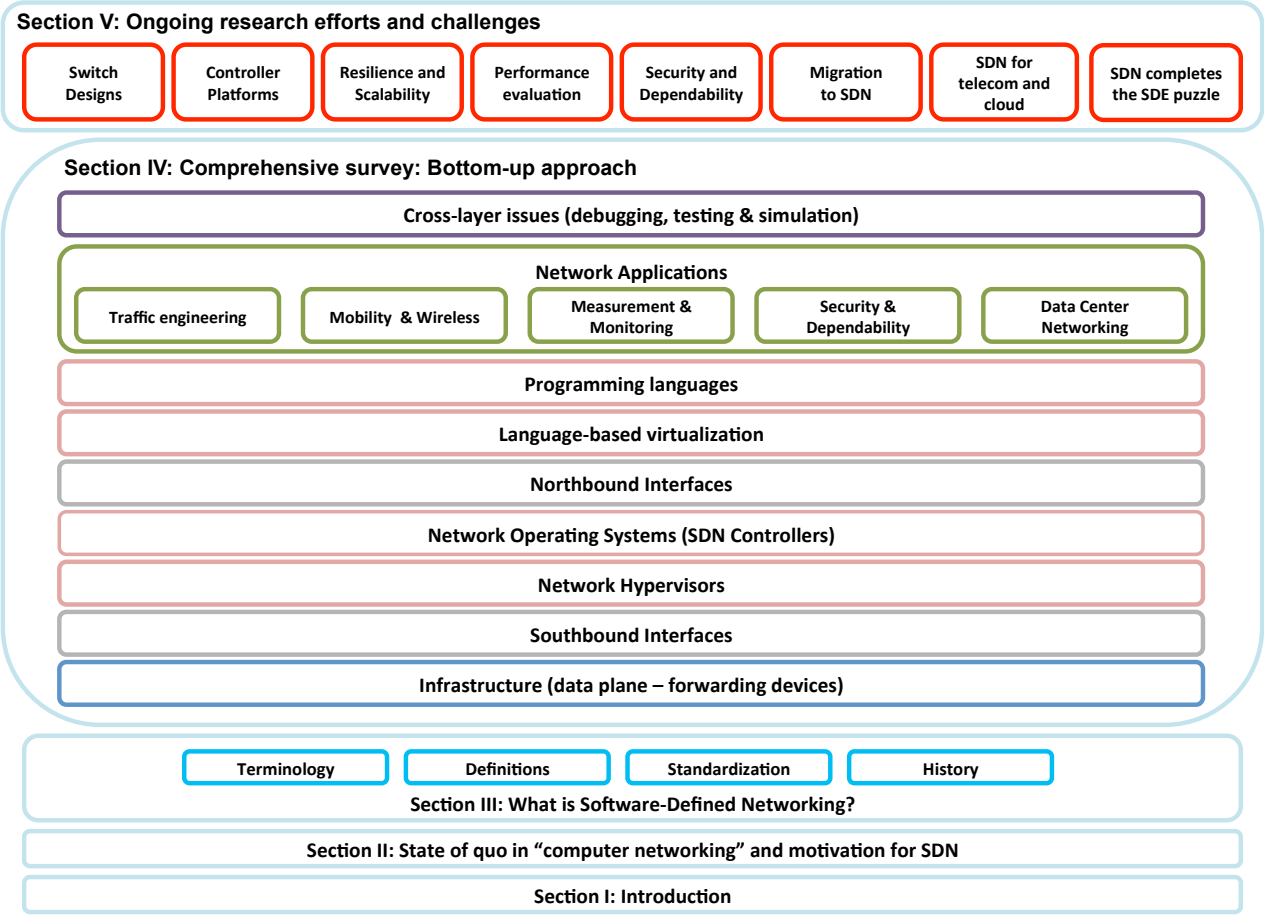 Section V: Ongoing research efforts and challenges
Switch
Designs
Controller
Platforms
Resilience and
Scalability
Performance
evaluation
Security and
Dependability
Migration
to SDN
SDN for
telecom and
cloud
SDN completes
the SDE puzzle
Section IV: Comprehensive survey: Bottom-up approach
Cross-layer issues (debugging, testing & simulation)
Network Applications
Traffic engineering
Mobility & Wireless
Measurement &
Monitoring
Security &
Dependability
Data Center
Networking
Programming languages
Language-based virtualization
Northbound Interfaces
Network Operating Systems (SDN Controllers)
Network Hypervisors
Southbound Interfaces
Infrastructure (data plane – forwarding devices)
Terminology
Definitions
Standardization
History
Section III: What is Software-Defined Networking?
Section II: State of quo in “computer networking” and motivation for SDN
Section I: Introduction